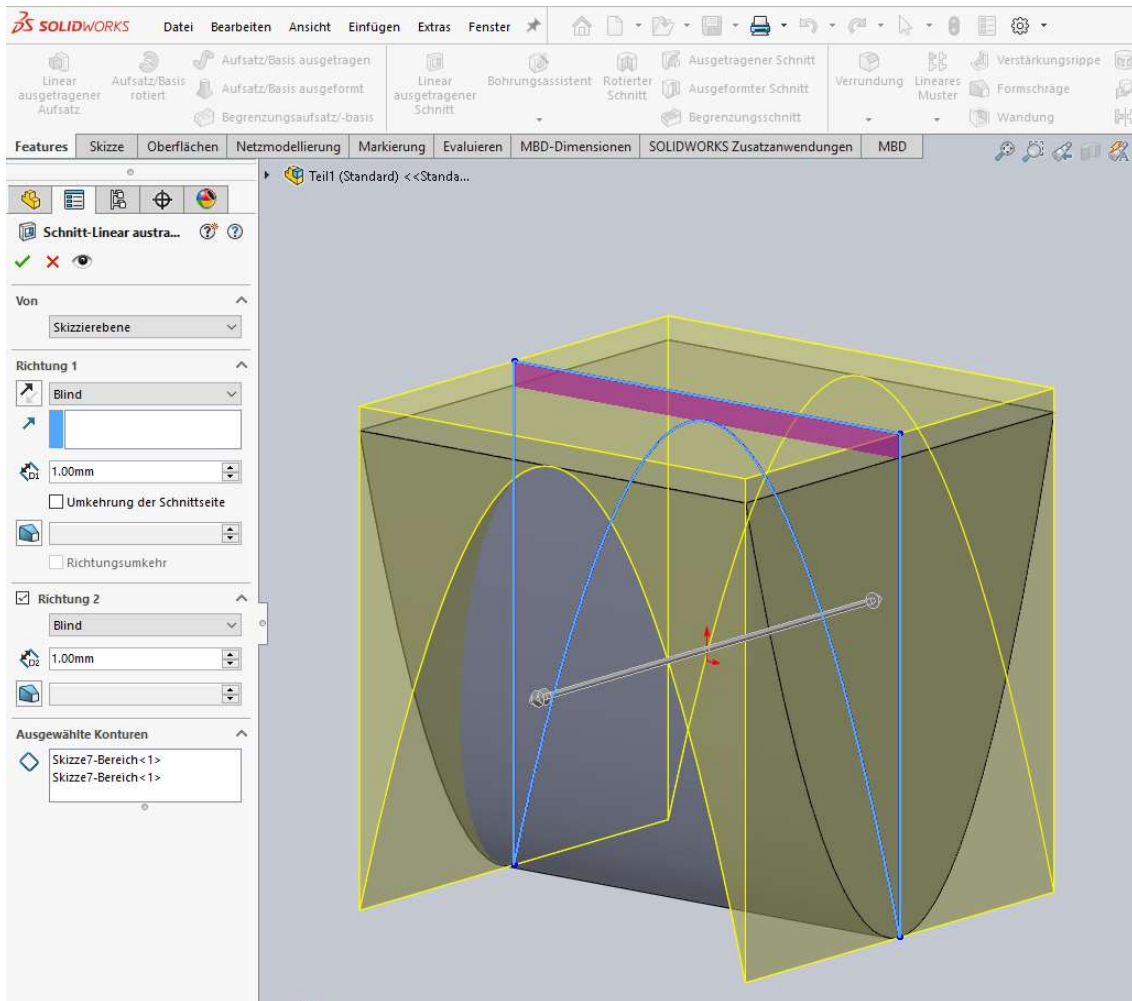 SOLIDWORKS Datei Bearbeiten Ansicht Einfügen Extras Fenster
Linear ausgetragener Aufsatz
Aufsatz/Basis rotiert
Aufsatz/Basis ausgetragen
Aufsatz/Basis ausgeformt
Begrenzungsaufsatz/-basis
Linear ausgetragener Schnitt
Bohrungsassistent
Rotierter Schnitt
Ausgetragener Schnitt
Ausgeformter Schnitt
Begrenzungsschnitt
Verrundung
Lineares Muster
Verstärkungsrippe
Formschräge
Wandung
Features Skizze Oberflächen Netzmodellierung Markierung Evaluieren MBD-Dimensionen SOLIDWORKS Zusatzanwendungen MBD
Teil1 (Standard) <<Standa...
Schnitt-Linear austra...
Von
Skizzierebene
Richtung 1
Blind
D1 1.00mm
Umkehrung der Schnittseite
Richtungsumkehr
Richtung 2
Blind
D2 1.00mm
Ausgewählte Konturen
Skizze7-Bereich<1>
Skizze7-Bereich<1>